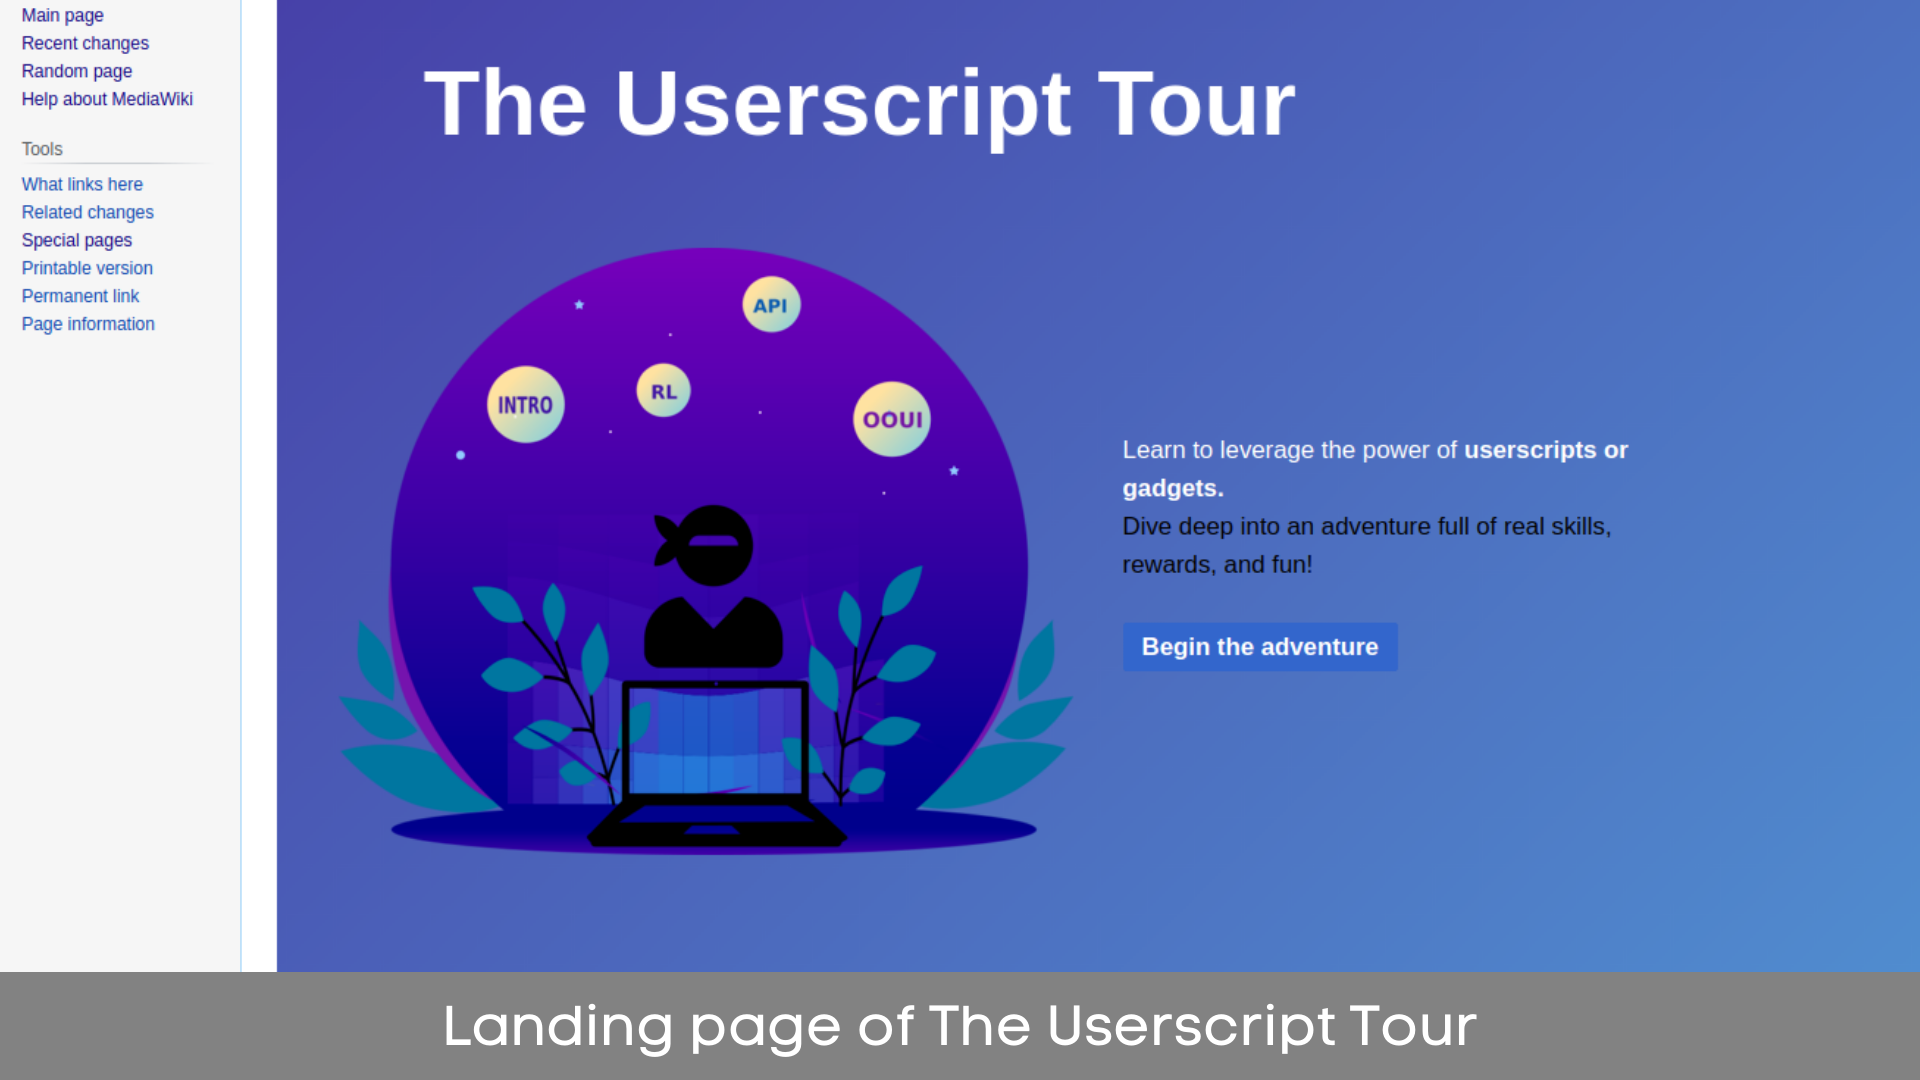 Main page
Recent changes
Random page
Help about MediaWiki
Tools
What links here
Related changes
Special pages
Printable version
Permanent link
Page information
The Userscript Tour
API
INTRO
RL
OOUI
Learn to leverage the power of userscripts or
gadgets.
Dive deep into an adventure full of real skills,
rewards, and fun!
Begin the adventure
Landing page of The Userscript Tour